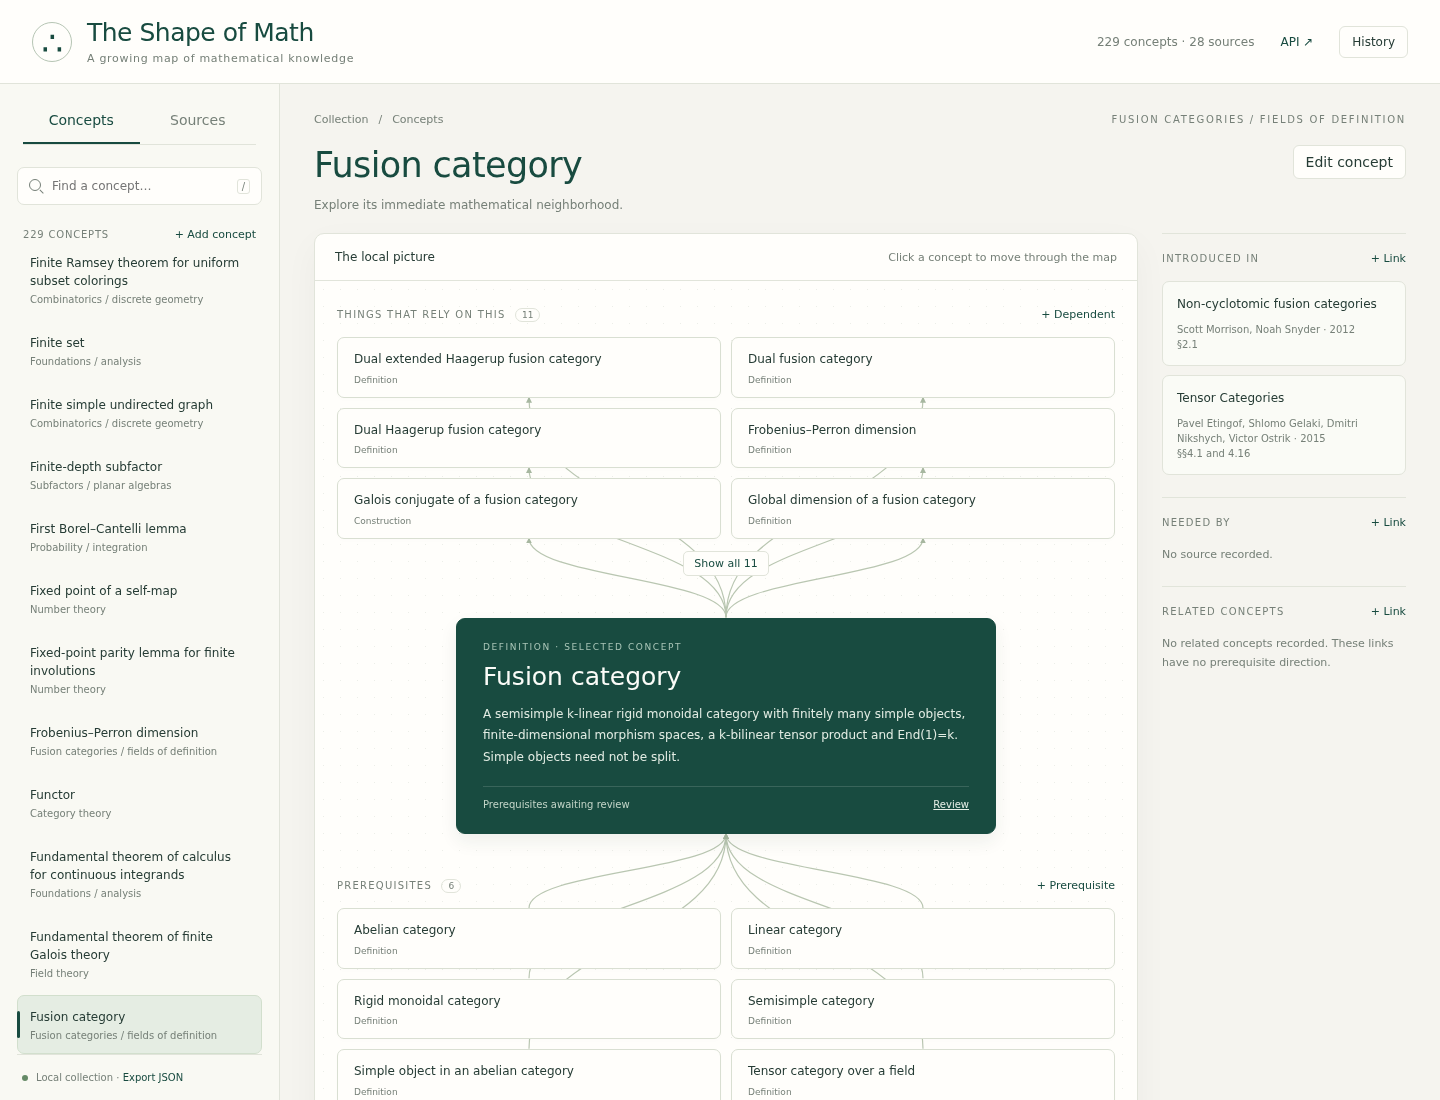 The Shape of Math
A growing map of mathematical knowledge
229 concepts · 28 sources
API ↗
History
Concepts
Sources
Find a concept...
/
229 CONCEPTS
+ Add concept
Finite Ramsey theorem for uniform
subset colorings
Combinatorics / discrete geometry
Finite set
Foundations / analysis
Finite simple undirected graph
Combinatorics / discrete geometry
Finite-depth subfactor
Subfactors / planar algebras
First Borel–Cantelli lemma
Probability / integration
Fixed point of a self-map
Number theory
Fixed-point parity lemma for finite
involutions
Number theory
Frobenius–Perron dimension
Fusion categories / fields of definition
Functor
Category theory
Fundamental theorem of calculus
for continuous integrands
Foundations / analysis
Fundamental theorem of finite
Galois theory
Field theory
Fusion category
Fusion categories / fields of definition
Local collection · Export JSON
Collection / Concepts
FUSION CATEGORIES / FIELDS OF DEFINITION
Fusion category
Edit concept
Explore its immediate mathematical neighborhood.
The local picture
Click a concept to move through the map
THINGS THAT RELY ON THIS 11
+ Dependent
Dual extended Haagerup fusion category
Definition
Dual fusion category
Definition
Dual Haagerup fusion category
Definition
Frobenius–Perron dimension
Definition
Galois conjugate of a fusion category
Construction
Global dimension of a fusion category
Definition
Show all 11
DEFINITION · SELECTED CONCEPT
Fusion category
A semisimple k-linear rigid monoidal category with finitely many simple objects,
finite-dimensional morphism spaces, a k-bilinear tensor product and End(1)=k.
Simple objects need not be split.
Prerequisites awaiting review
Review
PREREQUISITES 6
+ Prerequisite
Abelian category
Definition
Linear category
Definition
Rigid monoidal category
Definition
Semisimple category
Definition
Simple object in an abelian category
Definition
Tensor category over a field
Definition
INTRODUCED IN
+ Link
Non-cyclotomic fusion categories
Scott Morrison, Noah Snyder · 2012
§2.1
Tensor Categories
Pavel Etingof, Shlomo Gelaki, Dmitri
Nikshych, Victor Ostrik · 2015
§§4.1 and 4.16
NEEDED BY
+ Link
No source recorded.
RELATED CONCEPTS
+ Link
No related concepts recorded. These links
have no prerequisite direction.